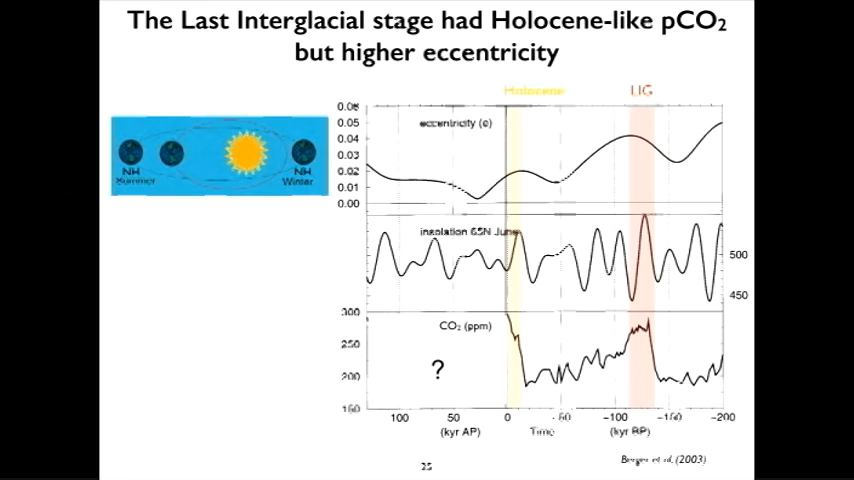 The Last Interglacial stage had Holocene-like pCO₂
but higher eccentricity
Holocene
LIG
NH
Summer
NH
Winter
eccentricity (e)
0.06
0.05
0.04
0.03
0.02
0.01
0.00
insolation 65N June
500
450
CO₂ (ppm)
300
250
200
150
?
100 50 0 -50 -100 -150 -200
(kyr AP) Time (kyr BP)
25
Berger et al, (2003)